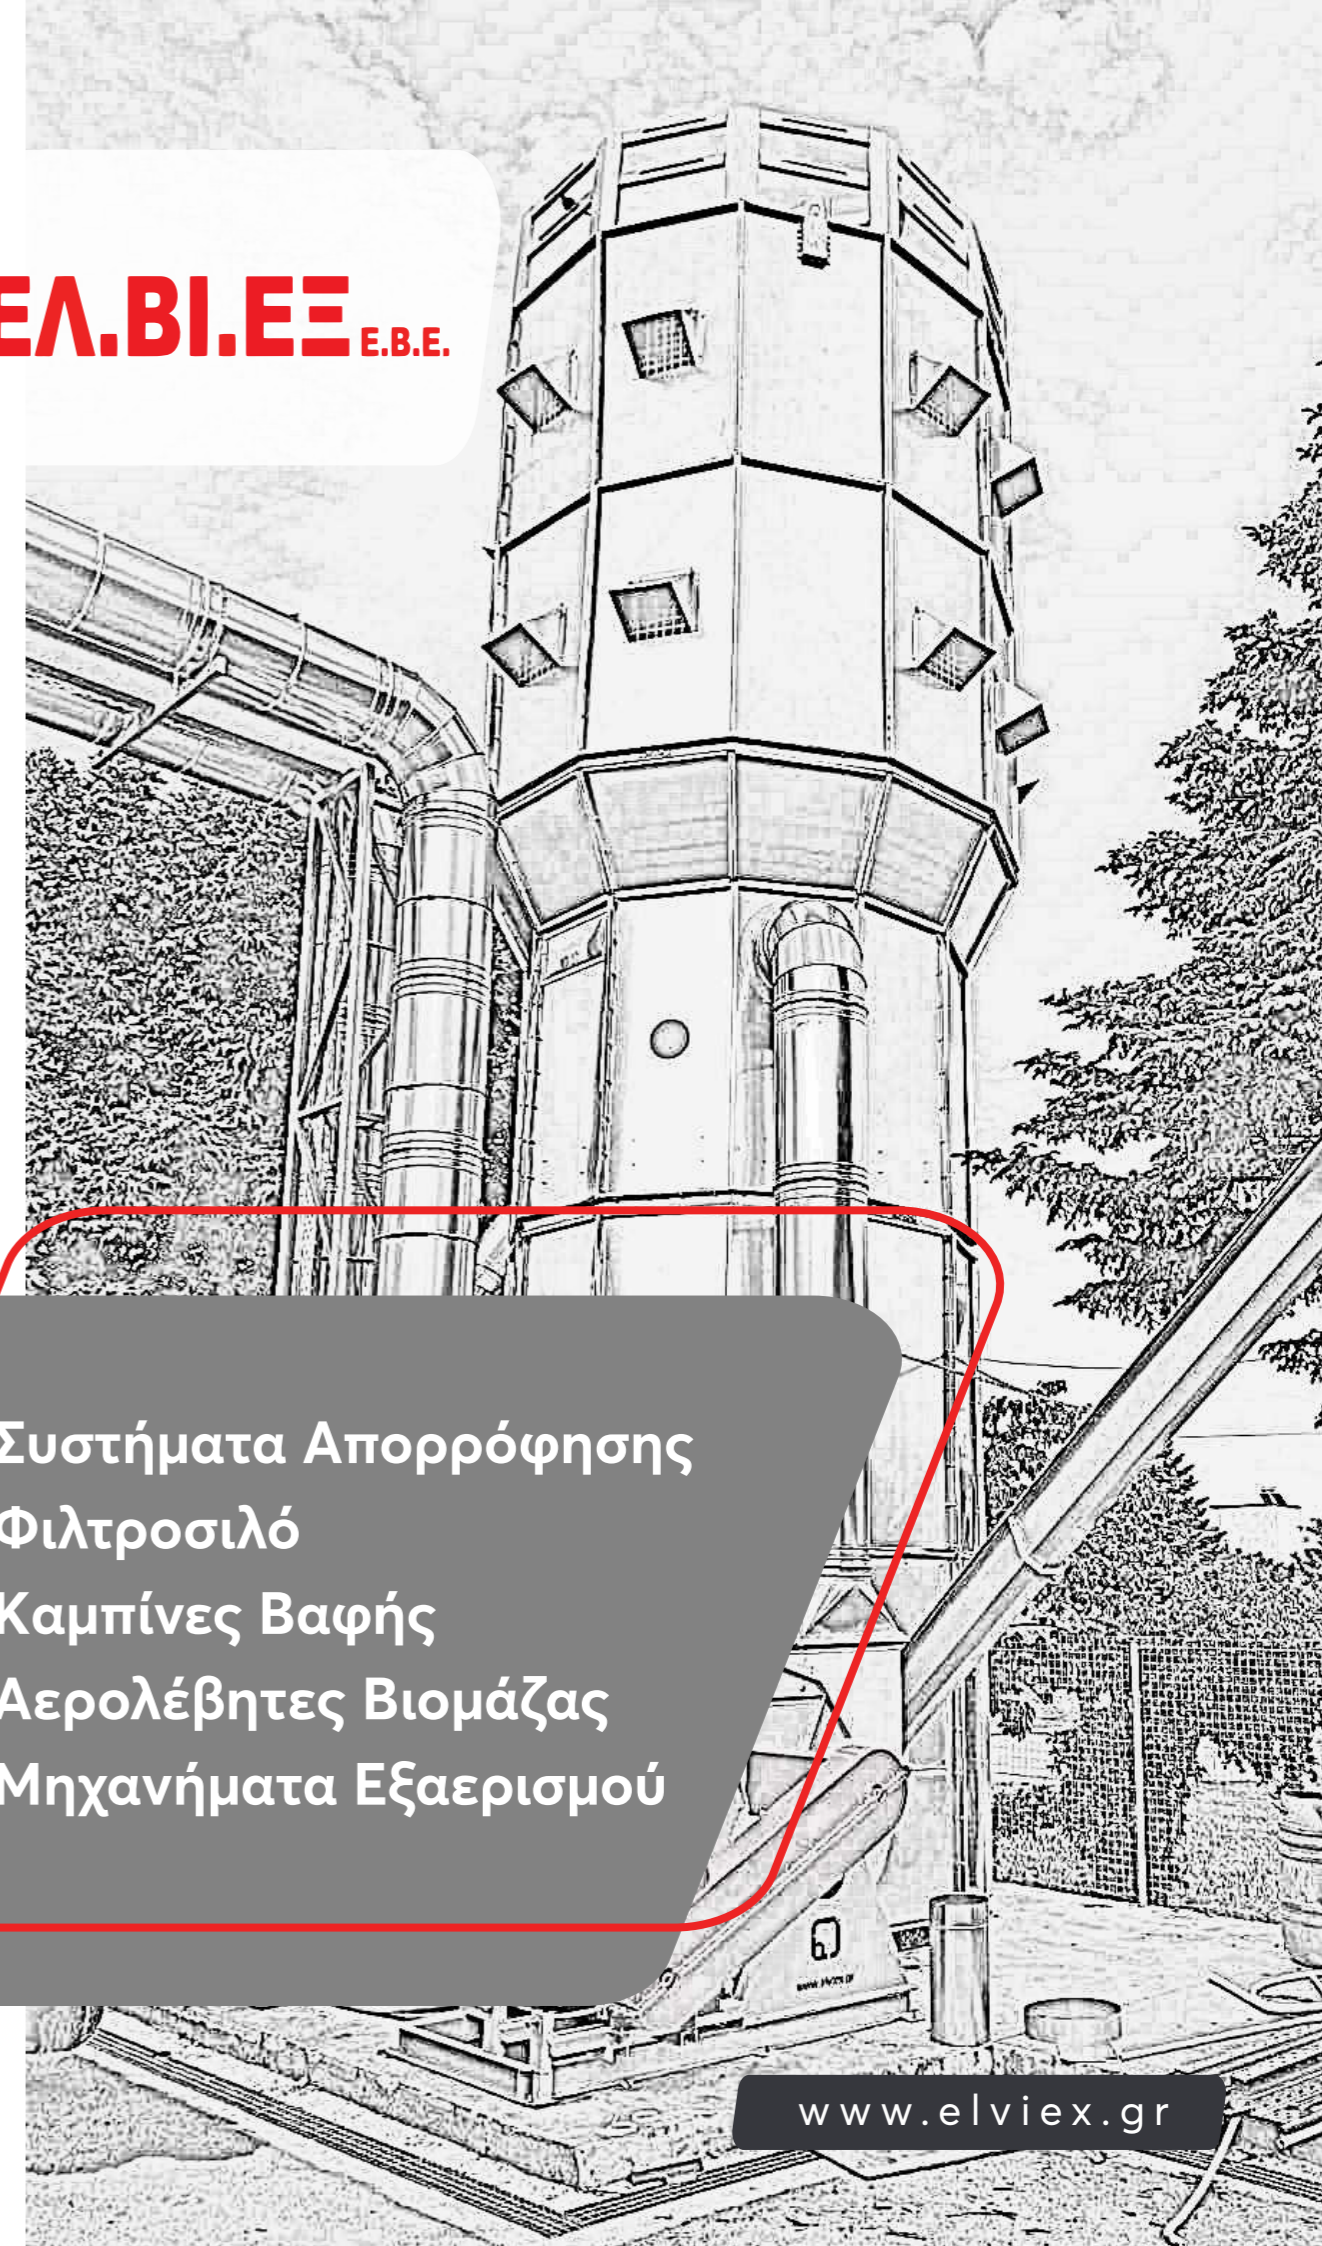 ΕΛ.ΒΙ.ΕΞ Ε.Β.Ε.
Συστήματα Απορρόφησης
Φιλτροσιλό
Καμπίνες Βαφής
Αερολέβητες Βιομάζας
Μηχανήματα Εξαερισμού
www.elviex.gr